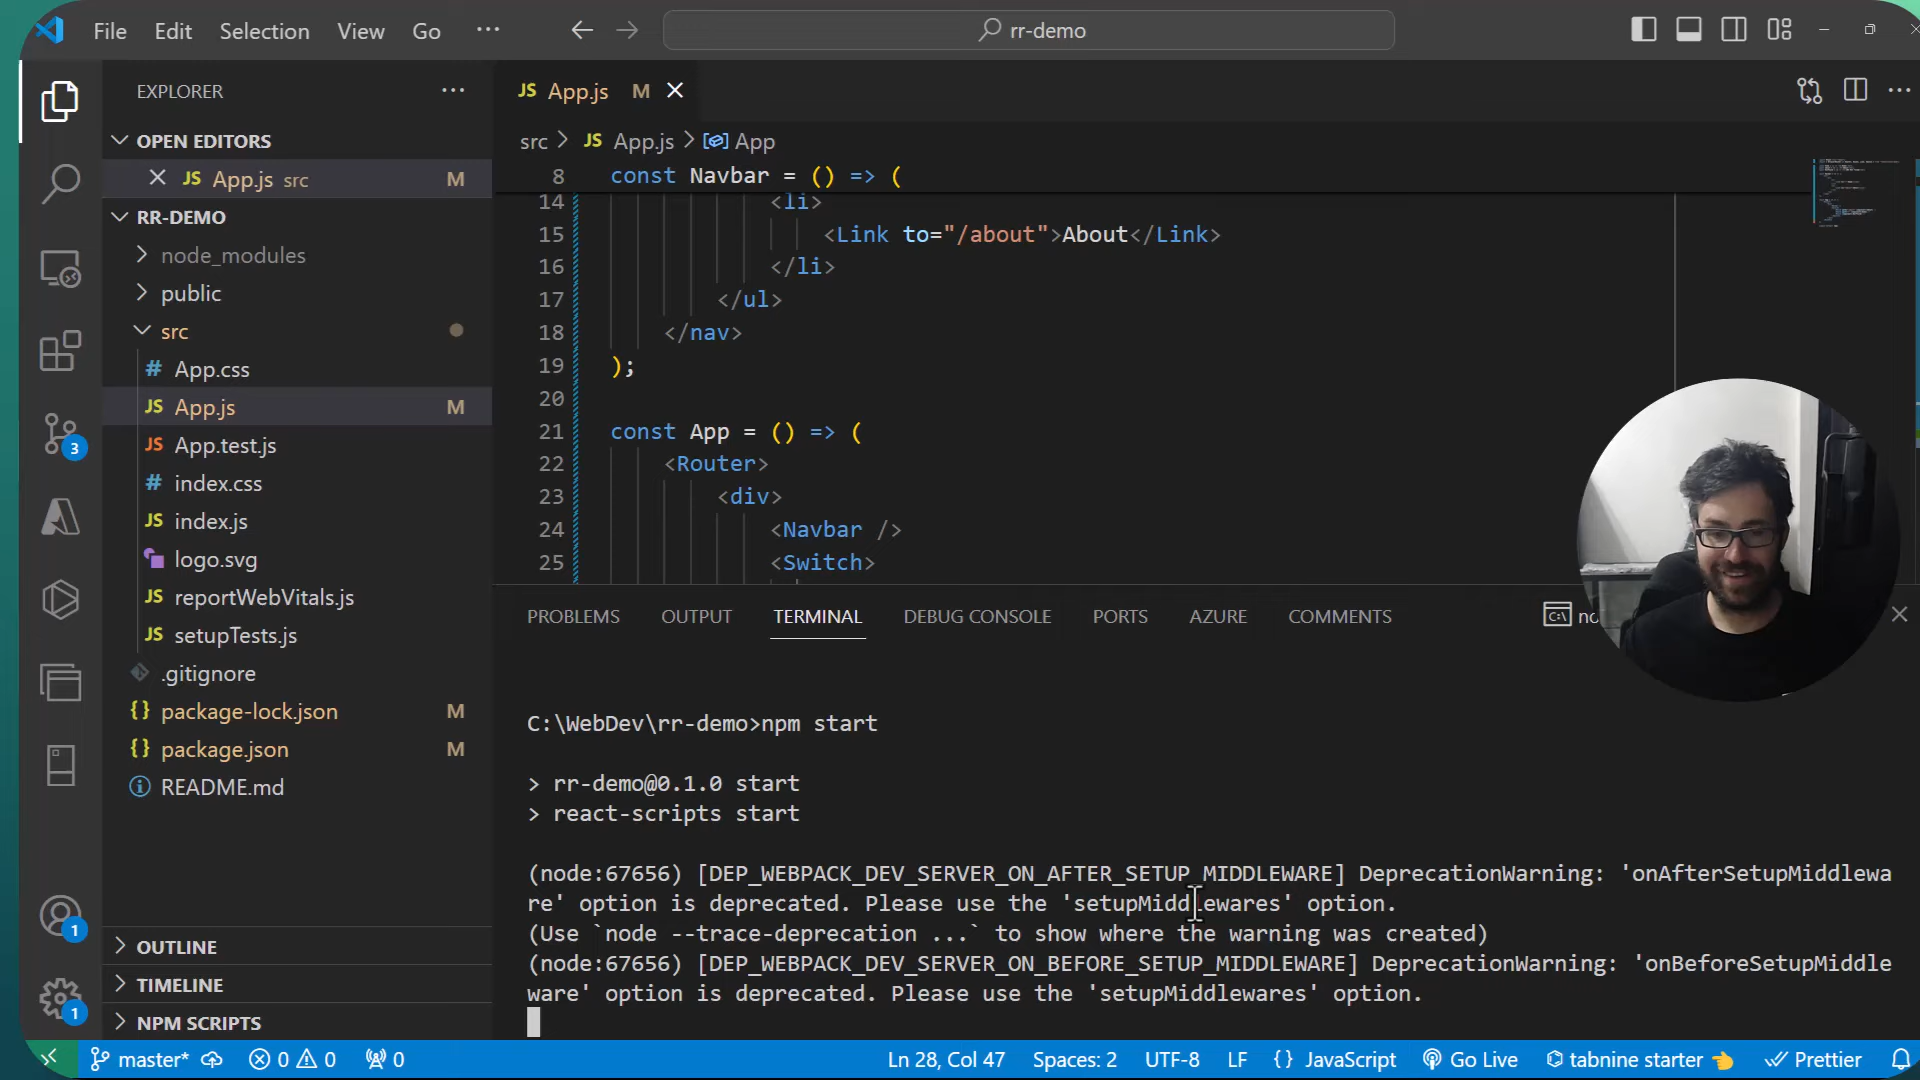 File Edit Selection View Go ...
rr-demo
EXPLORER ...
OPEN EDITORS
JS App.js src M
RR-DEMO
node_modules
public
src
# App.css
JS App.js M
JS App.test.js
# index.css
JS index.js
logo.svg
JS reportWebVitals.js
JS setupTests.js
.gitignore
{} package-lock.json M
{} package.json M
README.md
OUTLINE
TIMELINE
NPM SCRIPTS
3
1
1
JS App.js M
src > JS App.js > App
8 const Navbar = () => (
14 <li>
15 <Link to="/about">About</Link>
16 </li>
17 </ul>
18 </nav>
19 );
20
21 const App = () => (
22 <Router>
23 <div>
24 <Navbar />
25 <Switch>
PROBLEMS OUTPUT TERMINAL DEBUG CONSOLE PORTS AZURE COMMENTS
C:\WebDev\rr-demo>npm start
> rr-demo@0.1.0 start
> react-scripts start
(node:67656) [DEP_WEBPACK_DEV_SERVER_ON_AFTER_SETUP_MIDDLEWARE] DeprecationWarning: 'onAfterSetupMiddlewa
re' option is deprecated. Please use the 'setupMiddlewares' option.
(Use `node --trace-deprecation ...` to show where the warning was created)
(node:67656) [DEP_WEBPACK_DEV_SERVER_ON_BEFORE_SETUP_MIDDLEWARE] DeprecationWarning: 'onBeforeSetupMiddle
ware' option is deprecated. Please use the 'setupMiddlewares' option.
master* 0 0 0 Ln 28, Col 47 Spaces: 2 UTF-8 LF {} JavaScript Go Live tabnine starter Prettier